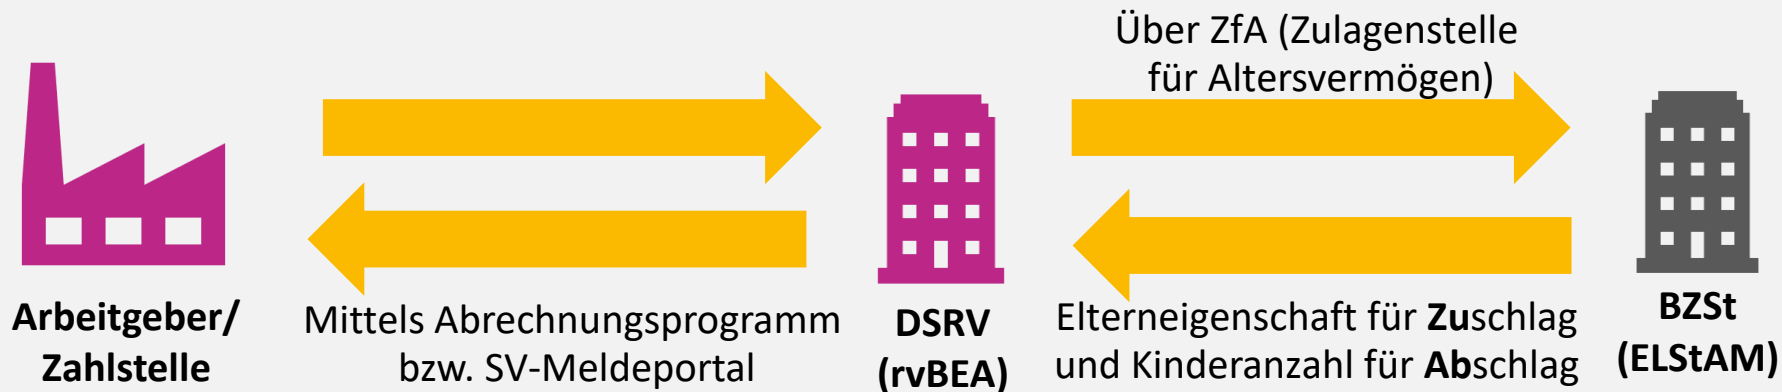 Über ZfA (Zulagenstelle
für Altersvermögen)
Arbeitgeber/
Zahlstelle
Mittels Abrechnungsprogramm
bzw. SV-Meldeportal
DSRV
(rvBEA)
Elterneigenschaft für Zuschlag
und Kinderanzahl für Abschlag
BZSt
(ELStAM)